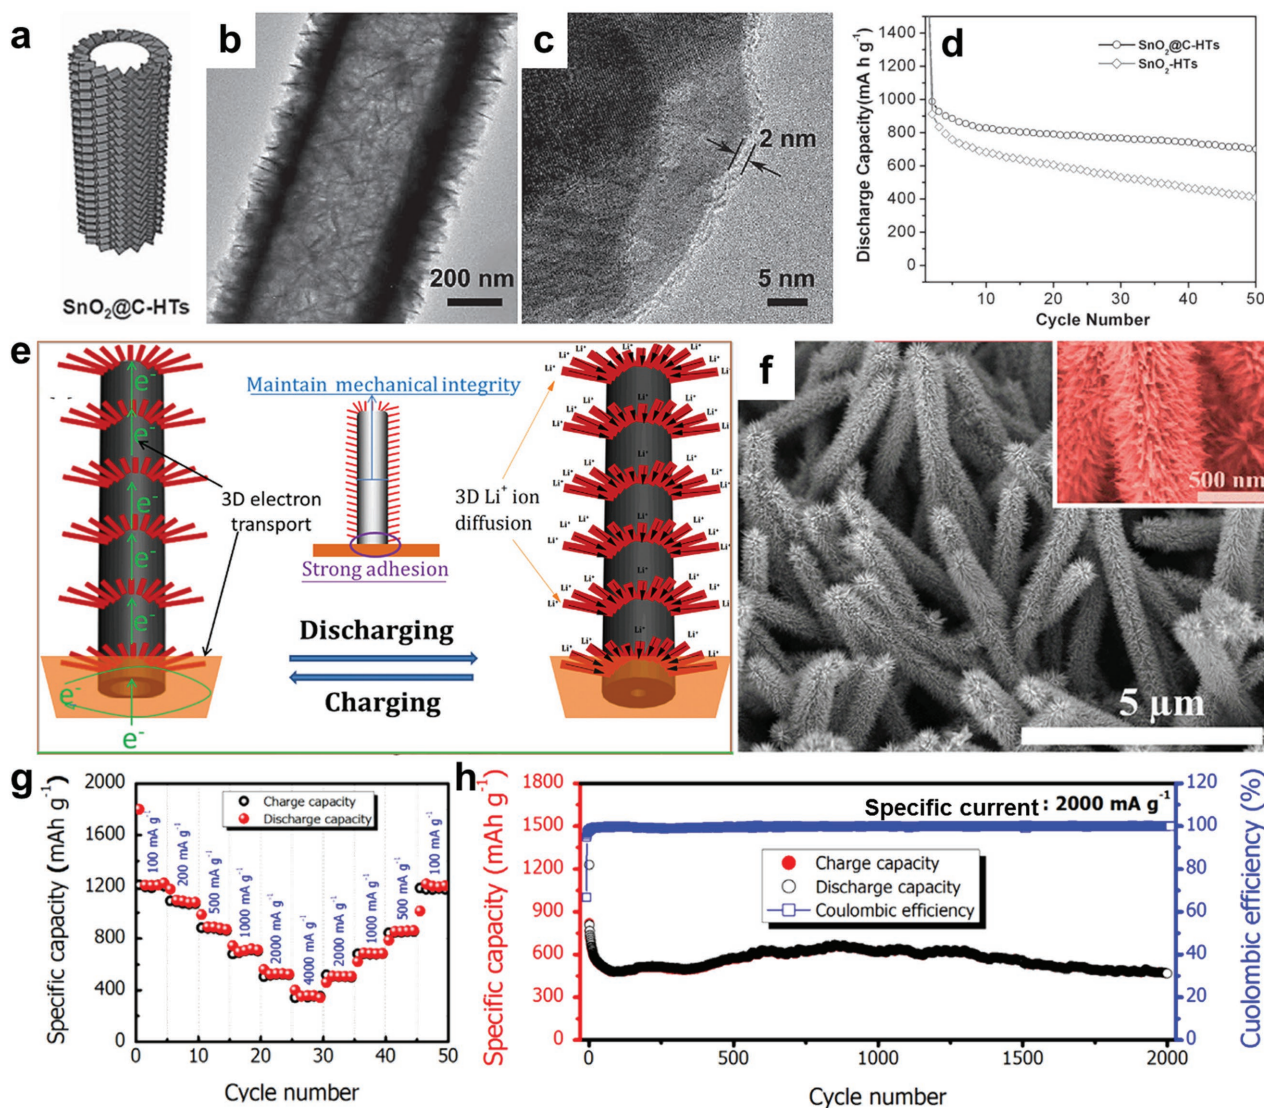 a
SnO₂@C-HTs
b
200 nm
c
2 nm
5 nm
d
Discharge Capacity(mA h g⁻¹)
1400
1200
1000
800
600
400
200
0
SnO₂@C-HTs
SnO₂-HTs
10
20
30
40
50
Cycle Number
e
e⁻
e⁻
e⁻
e⁻
e⁻
e⁻
e⁻
e⁻
3D electron
transport
Maintain mechanical integrity
Strong adhesion
Discharging
Charging
3D Li⁺ ion
diffusion
Li⁺
f
500 nm
5 µm
g
Specific capacity (mAh g⁻¹)
2000
1600
1200
800
400
0
Charge capacity
Discharge capacity
100 mA g⁻¹
200 mA g⁻¹
500 mA g⁻¹
1000 mA g⁻¹
2000 mA g⁻¹
4000 mA g⁻¹
2000 mA g⁻¹
1000 mA g⁻¹
500 mA g⁻¹
100 mA g⁻¹
0
10
20
30
40
50
Cycle number
h
Specific capacity (mAh g⁻¹)
1800
1500
1200
900
600
300
0
Specific current : 2000 mA g⁻¹
Charge capacity
Discharge capacity
Coulombic efficiency
120
100
80
60
40
20
0
Cuolombic efficiency (%)
0
500
1000
1500
2000
Cycle number